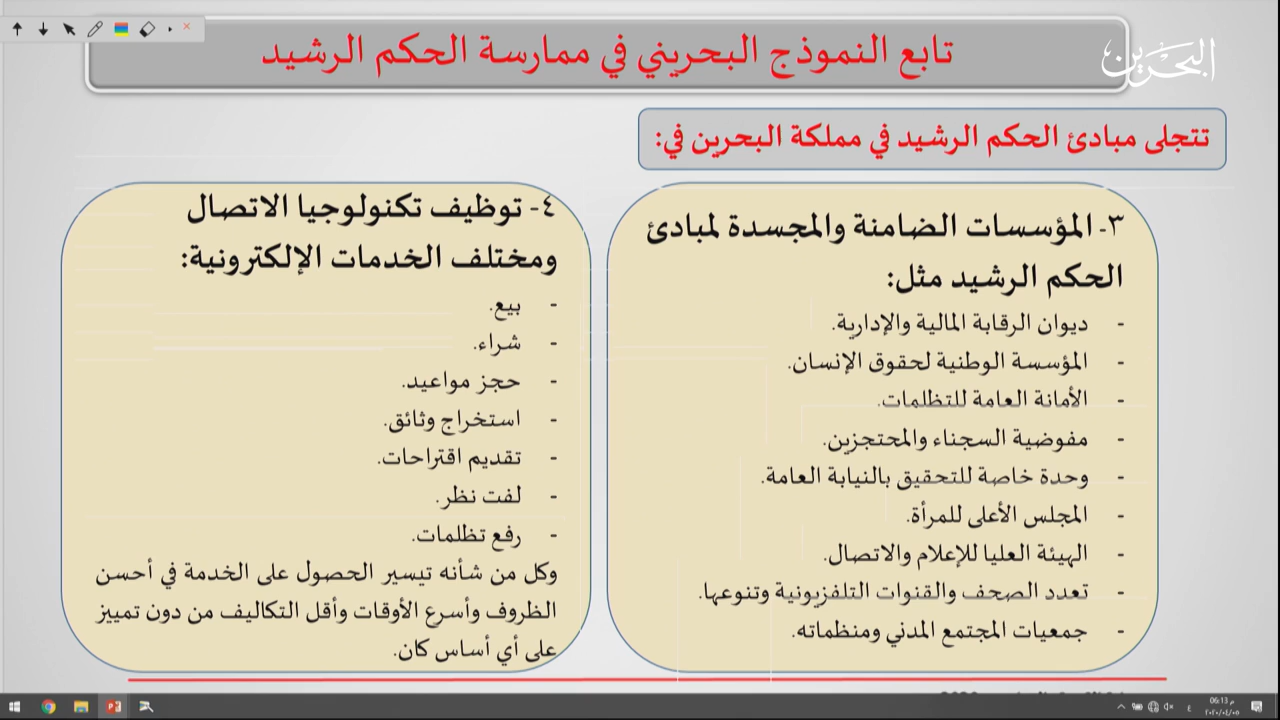 تابع النموذج البحريني في ممارسة الحكم الرشيد
البحرين
تتجلى مبادئ الحكم الرشيد في مملكة البحرين في:
٣- المؤسسات الضامنة والمجسدة لمبادئ
الحكم الرشيد مثل:
- ديوان الرقابة المالية والإدارية.
- المؤسسة الوطنية لحقوق الإنسان.
- الأمانة العامة للتظلمات.
- مفوضية السجناء والمحتجزين.
- وحدة خاصة للتحقيق بالنيابة العامة.
- المجلس الأعلى للمرأة.
- الهيئة العليا للإعلام والاتصال.
- تعدد الصحف والقنوات التلفزيونية وتنوعها.
- جمعيات المجتمع المدني ومنظماته.
٤- توظيف تكنولوجيا الاتصال
ومختلف الخدمات الإلكترونية:
- بيع.
- شراء.
- حجز مواعيد.
- استخراج وثائق.
- تقديم اقتراحات.
- لفت نظر.
- رفع تظلمات.
وكل من شأنه تيسير الحصول على الخدمة في أحسن
الظروف وأسرع الأوقات وأقل التكاليف من دون تمييز
على أي أساس كان.
ع
06:13 م
٢٠٢٠/٠٤/٠٥